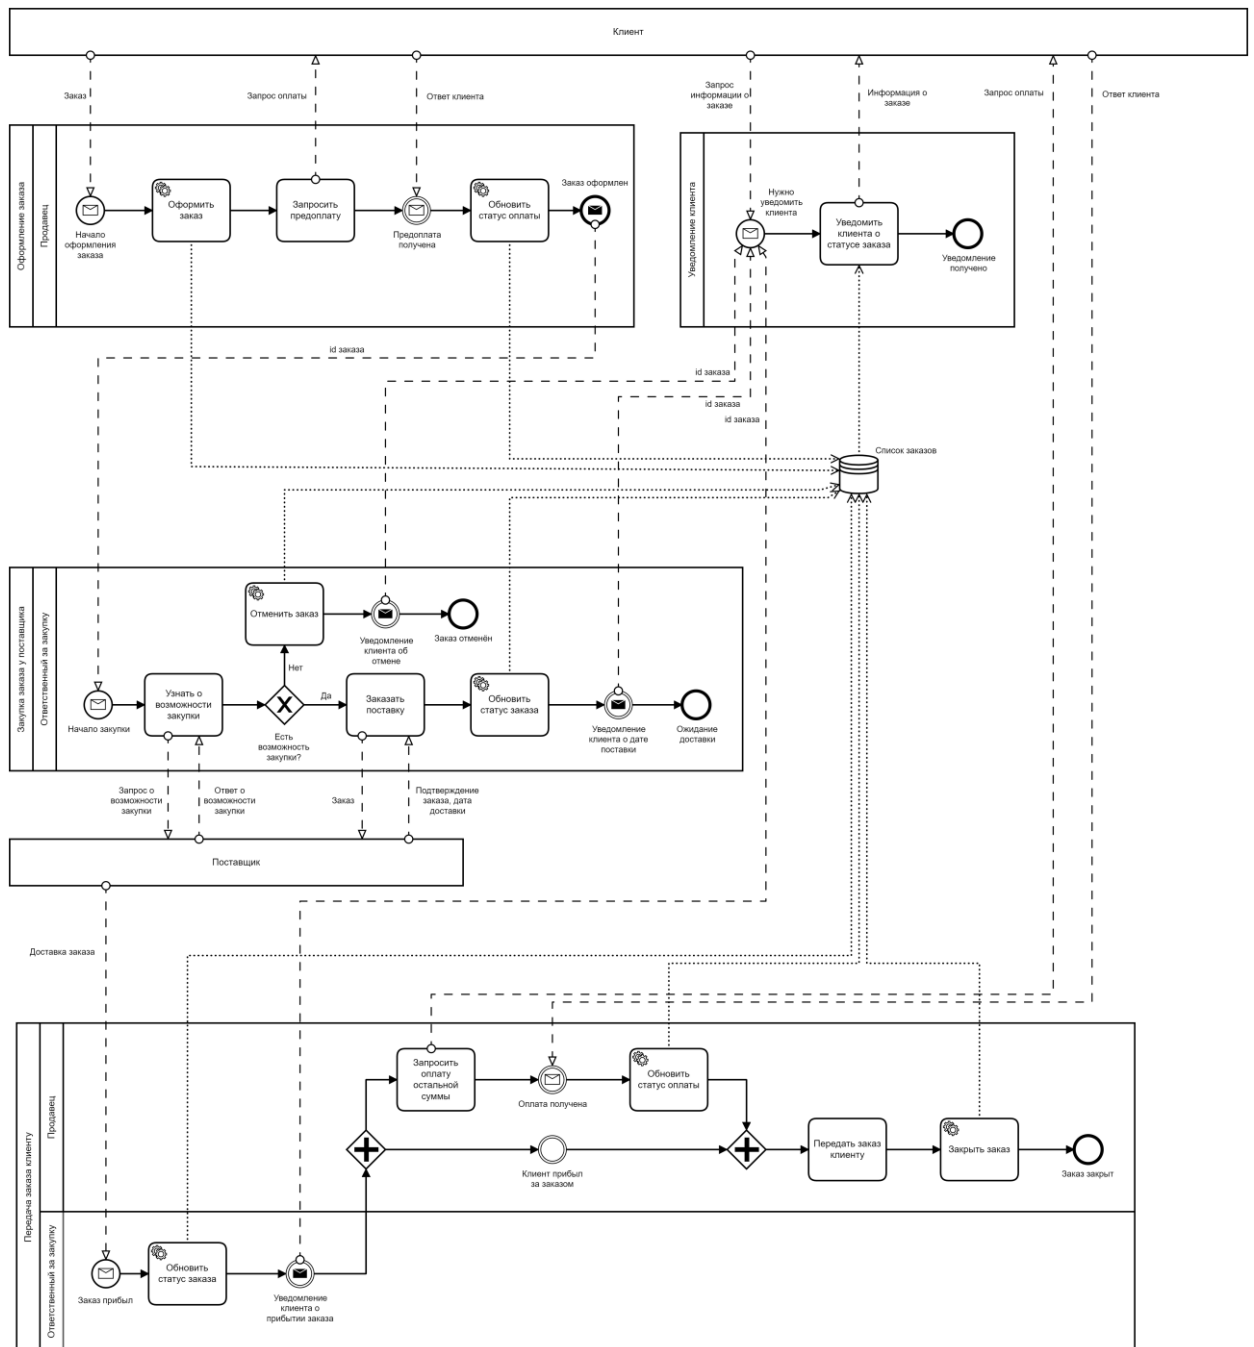 Клиент
Заказ
Запрос оплаты
Ответ клиента
Запрос
информации о
заказе
Информация о
заказе
Запрос оплаты
Ответ клиента
Оформление заказа
Продавец
Начало
оформления
заказа
Оформить
заказ
Запросить
предоплату
Предоплата
получена
Обновить
статус оплаты
Заказ оформлен
Уведомление клиента
Нужно
уведомить
клиента
Уведомить
клиента о
статусе заказа
Уведомление
получено
id заказа
id заказа
id заказа
id заказа
Список заказов
Закупка заказа у поставщика
Ответственный за закупку
Отменить заказ
Уведомление
клиента об
отмене
Заказ отменён
Нет
Начало закупки
Узнать о
возможности
закупки
Есть
возможность
закупки?
Да
Заказать
поставку
Обновить
статус заказа
Уведомление
клиента о дате
поставки
Ожидание
доставки
Запрос о
возможности
закупки
Ответ о
возможности
закупки
Заказ
Подтверждение
заказа, дата
доставки
Поставщик
Доставка заказа
Передача заказа клиенту
Продавец
Запросить
оплату
остальной
суммы
Оплата получена
Обновить
статус оплаты
Клиент прибыл
за заказом
Передать заказ
клиенту
Закрыть заказ
Заказ закрыт
Ответственный за закупку
Заказ прибыл
Обновить
статус заказа
Уведомление
клиента о
прибытии заказа